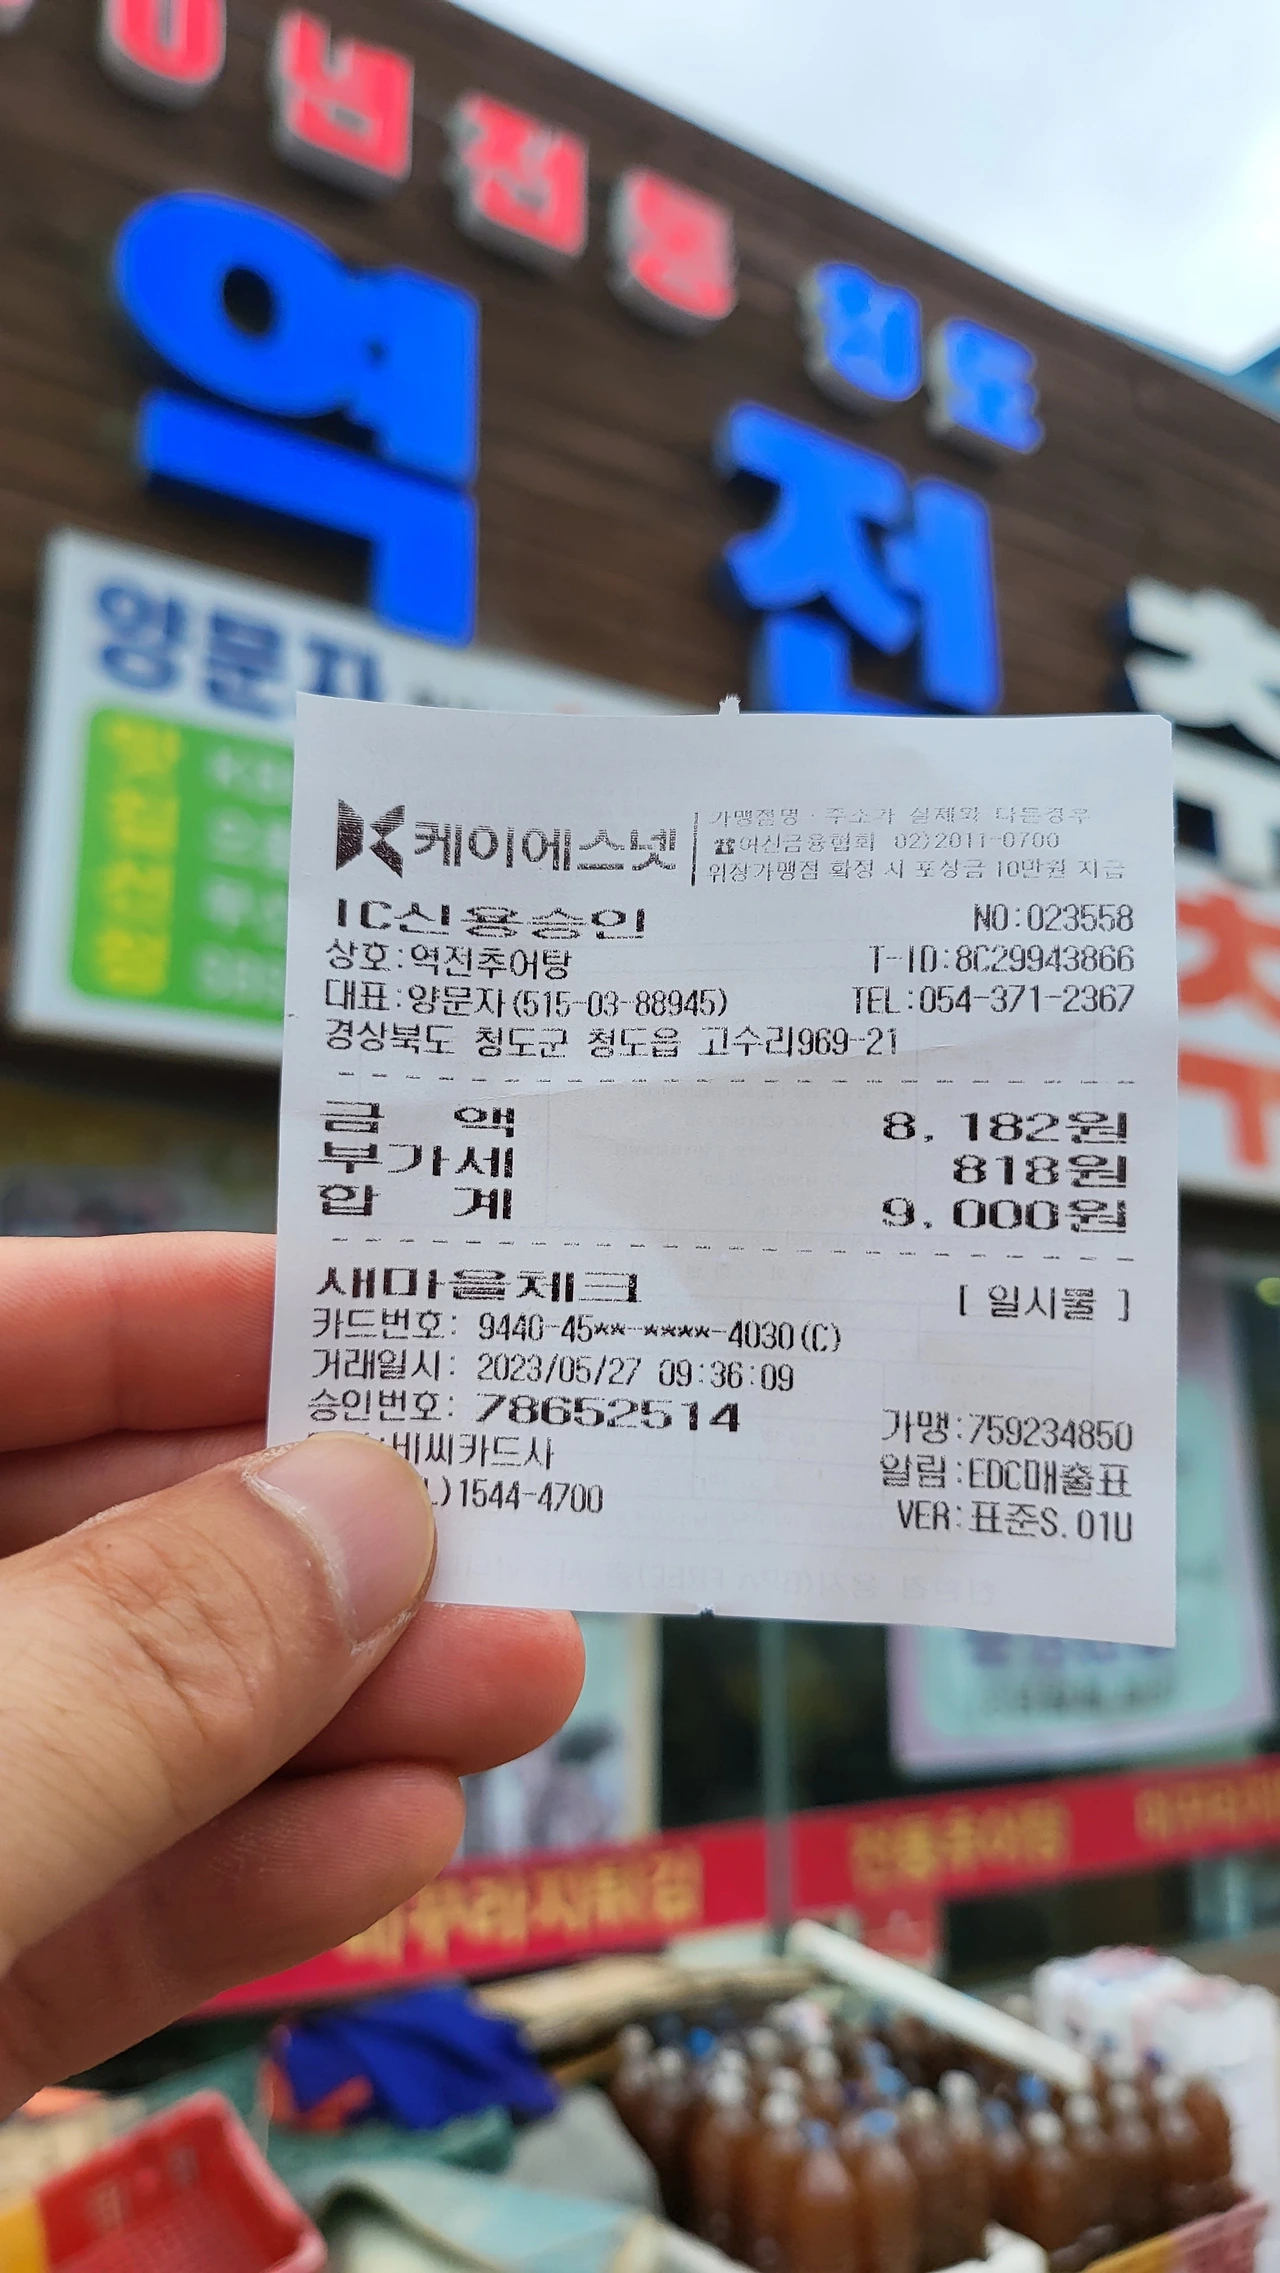 역전
양문자
케이에스넷
가맹점명 · 주소가 실제와 다른경우
☎여신금융협회 02)2011-0700
위장가맹점 확정 시 포상금 10만원 지급
IC신용승인 NO:023558
상호:역전추어탕 T-ID:8C29943866
대표:양문자(515-03-88945) TEL:054-371-2367
경상북도 청도군 청도읍 고수리969-21
금 액 8,182원
부가세 818원
합 계 9,000원
새마을체크 [ 일시불 ]
카드번호: 9440-45**-****-4030(C)
거래일시: 2023/05/27 09:36:09
승인번호: 78652514 가맹:759234850
:비씨카드사 알림:EDC매출표
)1544-4700 VER:표준S.01U
전통추어탕